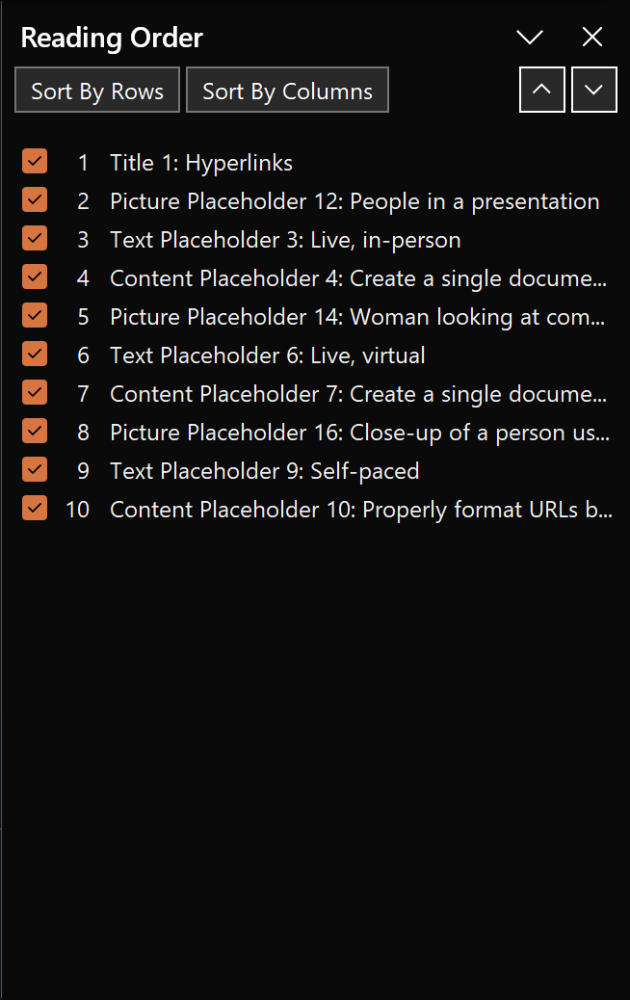 Reading Order
Sort By Rows Sort By Columns
1 Title 1: Hyperlinks
2 Picture Placeholder 12: People in a presentation
3 Text Placeholder 3: Live, in-person
4 Content Placeholder 4: Create a single docume...
5 Picture Placeholder 14: Woman looking at com...
6 Text Placeholder 6: Live, virtual
7 Content Placeholder 7: Create a single docume...
8 Picture Placeholder 16: Close-up of a person us...
9 Text Placeholder 9: Self-paced
10 Content Placeholder 10: Properly format URLs b...